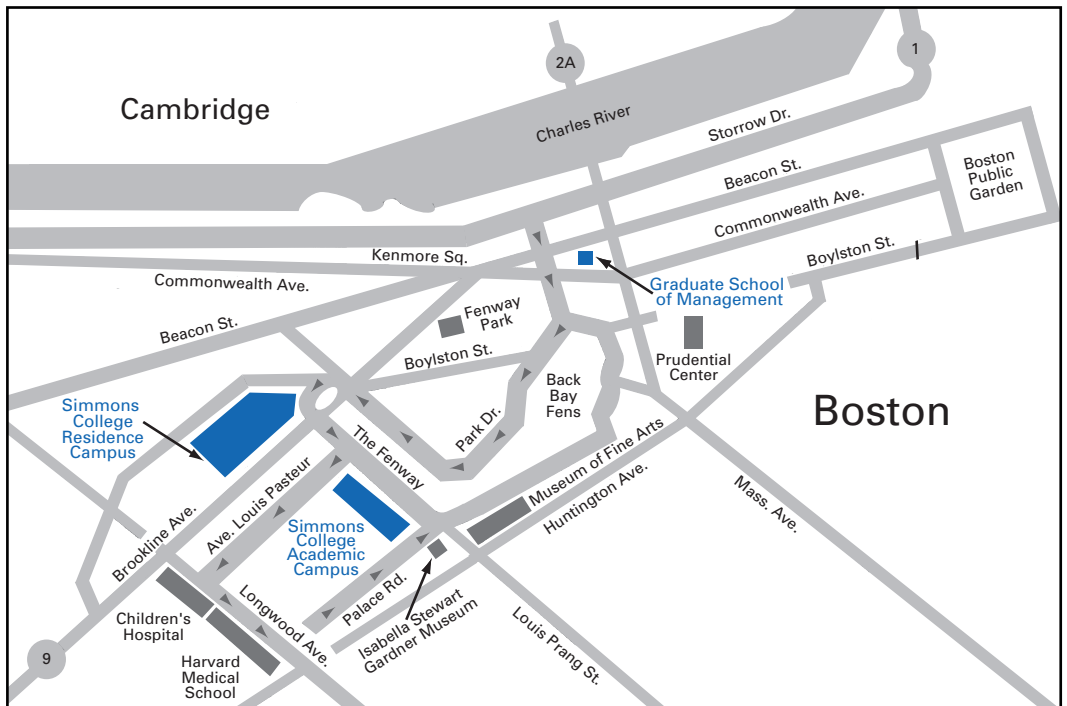 1
2A
Cambridge
Charles River
Storrow Dr.
Beacon St.
Boston
Public
Garden
Commonwealth Ave.
Boylston St.
Kenmore Sq.
Commonwealth Ave.
Graduate School
of Management
Beacon St.
Fenway
Park
Boylston St.
Prudential
Center
Back
Bay
Fens
Simmons
College
Residence
Campus
Park Dr.
Boston
The Fenway
Museum of Fine Arts
Huntington Ave.
Mass. Ave.
Ave. Louis Pasteur
Brookline Ave.
Simmons
College
Academic
Campus
Palace Rd.
Longwood Ave.
Isabella Stewart
Gardner Museum
Louis Prang St.
Children's
Hospital
Harvard
Medical
School
9